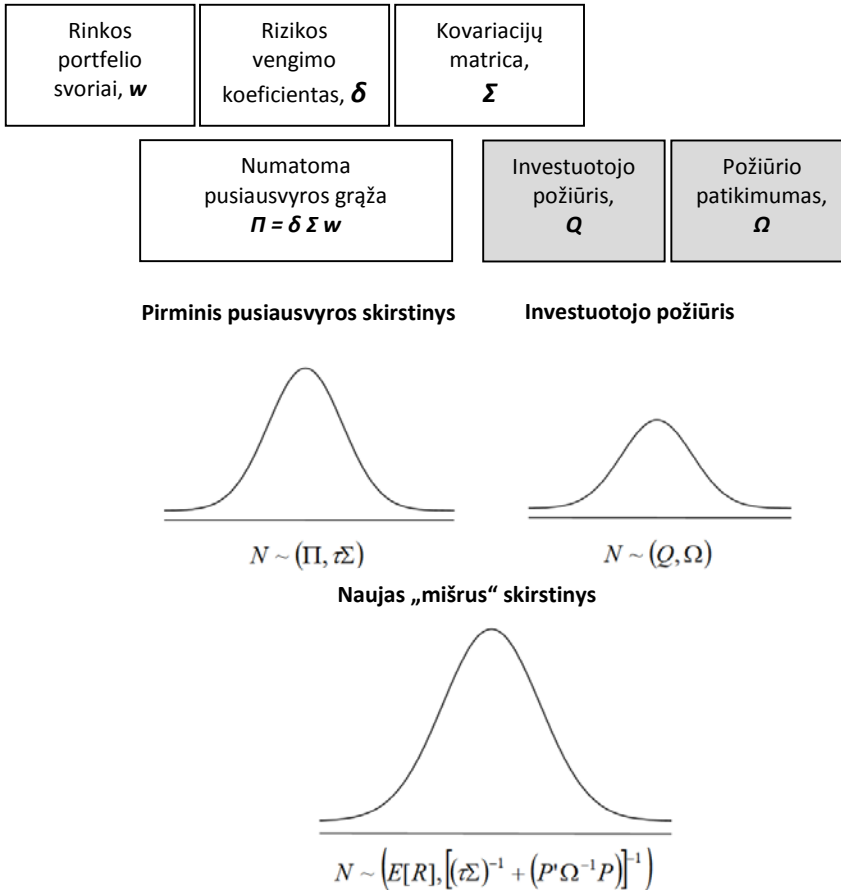 Rinkos
portfelio
svoriai, w
Rizikos
vengimo
koeficientas, δ
Kovariacijų
matrica,
Σ
Numatoma
pusiausvyros grąža
Π = δ Σ w
Investuotojo
požiūris,
Q
Požiūrio
patikimumas,
Ω
Pirminis pusiausvyros skirstinys
Investuotojo požiūris
N ~ (Π, τΣ)
N ~ (Q, Ω)
Naujas „mišrus“ skirstinys
N ~ (E[R], [(τΣ)⁻¹ + (P'Ω⁻¹P)]⁻¹)